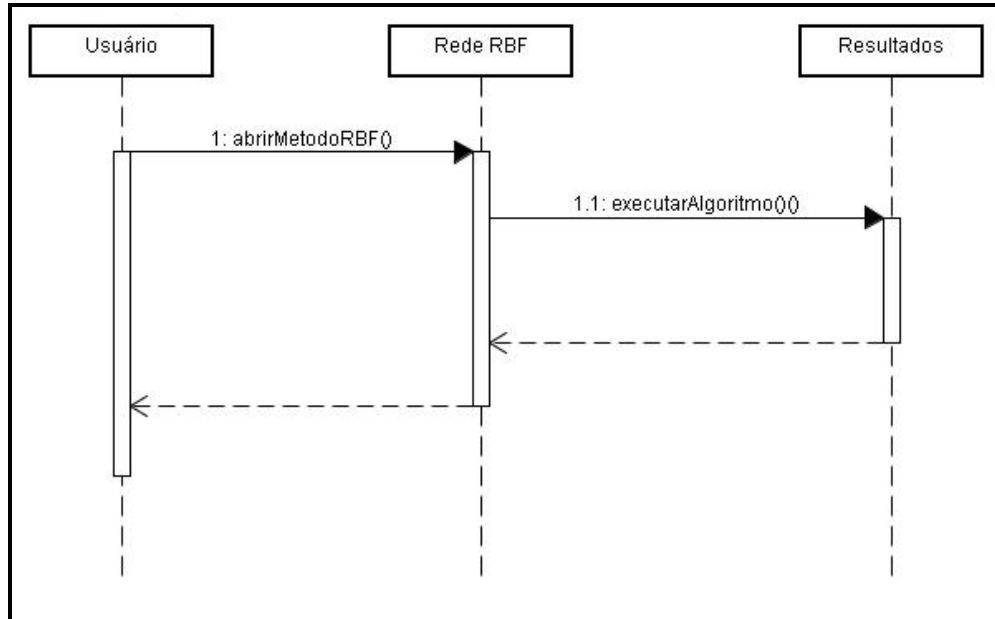 Usuário
Rede RBF
Resultados
1: abrirMetodoRBF()
1.1: executarAlgoritmo()()